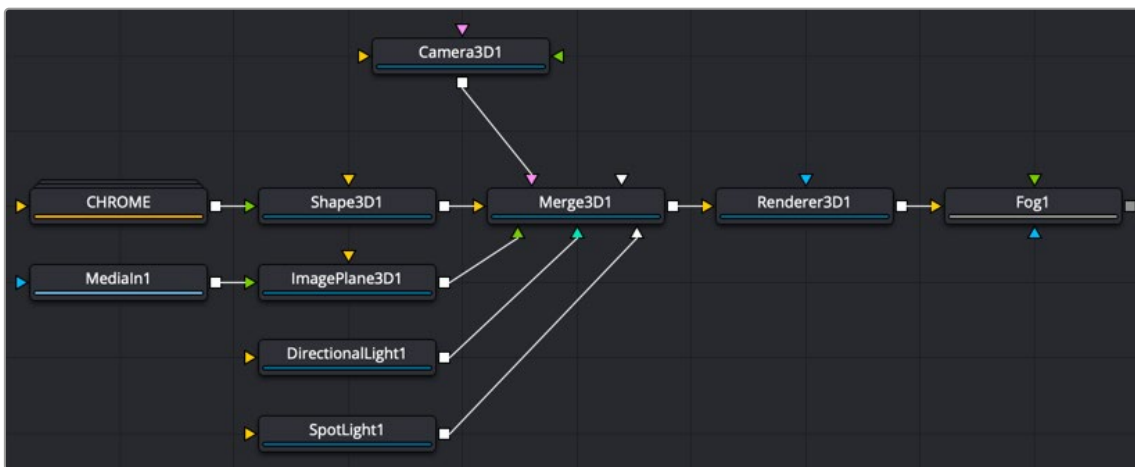 Camera3D1
CHROME
Shape3D1
Merge3D1
Renderer3D1
Fog1
MediaIn1
ImagePlane3D1
DirectionalLight1
SpotLight1